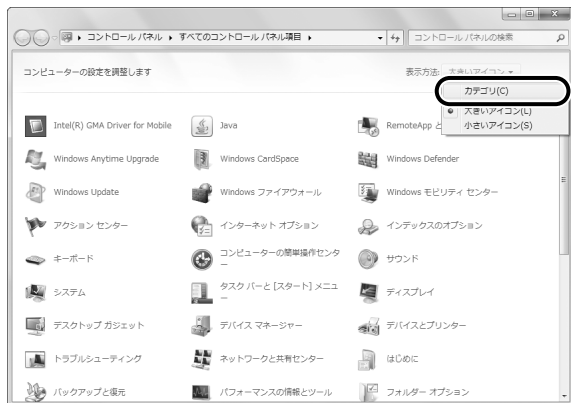 コントロール パネル ▸ すべてのコントロール パネル項目 ▸
コントロール パネルの検索
コンピューターの設定を調整します
表示方法: 大きいアイコン
カテゴリ(C)
大きいアイコン(L)
小さいアイコン(S)
Intel(R) GMA Driver for Mobile
Java
RemoteApp と
Windows Anytime Upgrade
Windows CardSpace
Windows Defender
Windows Update
Windows ファイアウォール
Windows モビリティ センター
アクション センター
インターネット オプション
インデックスのオプション
キーボード
コンピューターの簡単操作センタ
ー
サウンド
システム
タスク バーと [スタート] メニュ
ー
ディスプレイ
デスクトップ ガジェット
デバイス マネージャー
デバイスとプリンター
トラブルシューティング
ネットワークと共有センター
はじめに
バックアップと復元
パフォーマンスの情報とツール
フォルダー オプション